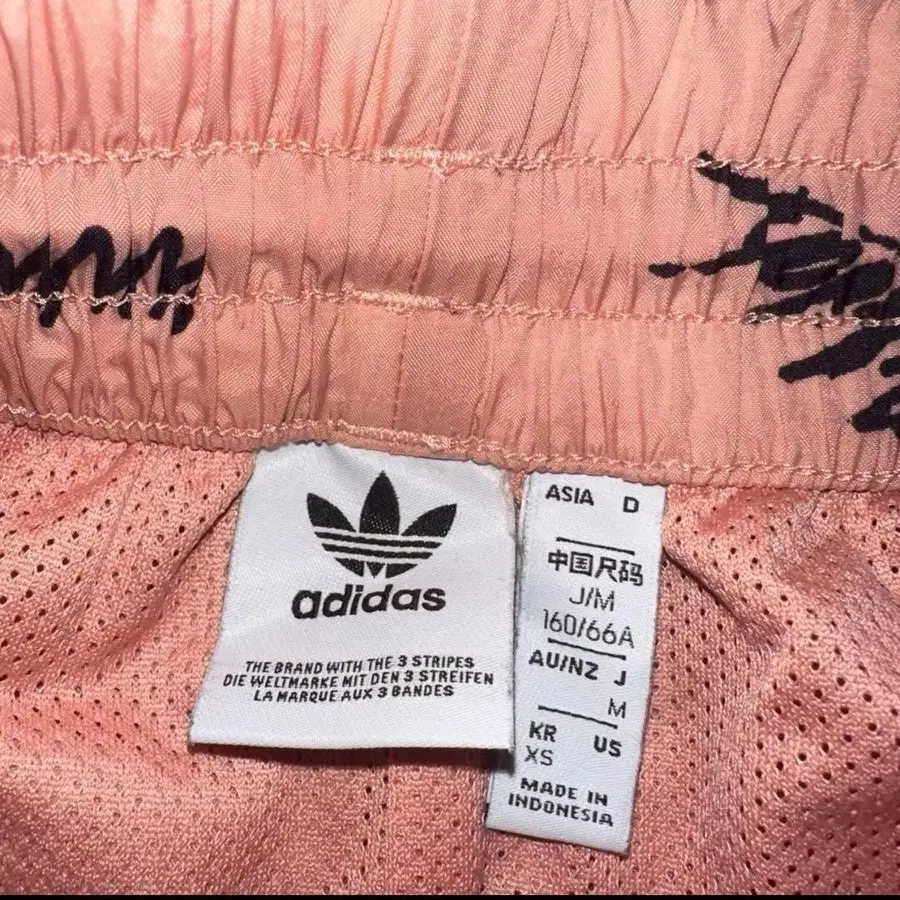 adidas
THE BRAND WITH THE 3 STRIPES
DIE WELTMARKE MIT DEN 3 STREIFEN
LA MARQUE AUX 3 BANDES
ASIA D
中国尺码
J/M
160/66A
AU/NZ J
M
KR US
XS
MADE IN
INDONESIA